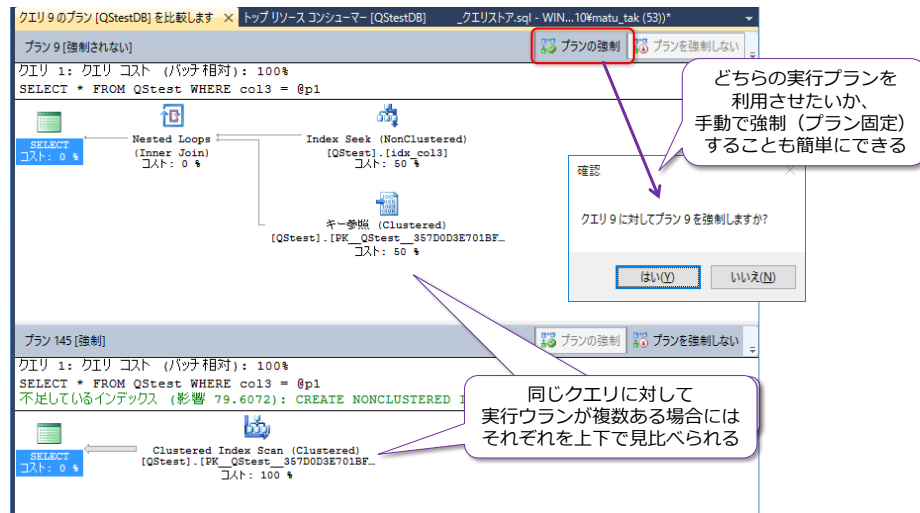 クエリ 9 のプラン [QStestDB] を比較します × トップ リソース コンシューマー [QStestDB] _クエリストア.sql - WIN...10¥matu_tak (53))*
プラン 9 [強制されない]
プランの強制 プランを強制しない
クエリ 1: クエリ コスト (バッチ相対): 100%
SELECT * FROM QStest WHERE col3 = @p1
どちらの実行プランを
利用させたいか、
手動で強制（プラン固定）
することも簡単にできる
SELECT
コスト: 0 %
Nested Loops
(Inner Join)
コスト: 0 %
Index Seek (NonClustered)
[QStest].[idx_col3]
コスト: 50 %
キー参照 (Clustered)
[QStest].[PK__QStest__357D0D3E701BF…
コスト: 50 %
確認 ×
クエリ 9 に対してプラン 9 を強制しますか?
はい(Y) いいえ(N)
プラン 145 [強制]
プランの強制 プランを強制しない
クエリ 1: クエリ コスト (バッチ相対): 100%
SELECT * FROM QStest WHERE col3 = @p1
不足しているインデックス (影響 79.6072): CREATE NONCLUSTERED
同じクエリに対して
実行ウランが複数ある場合には
それぞれを上下で見比べられる
SELECT
コスト: 0 %
Clustered Index Scan (Clustered)
[QStest].[PK__QStest__357D0D3E701BF…
コスト: 100 %